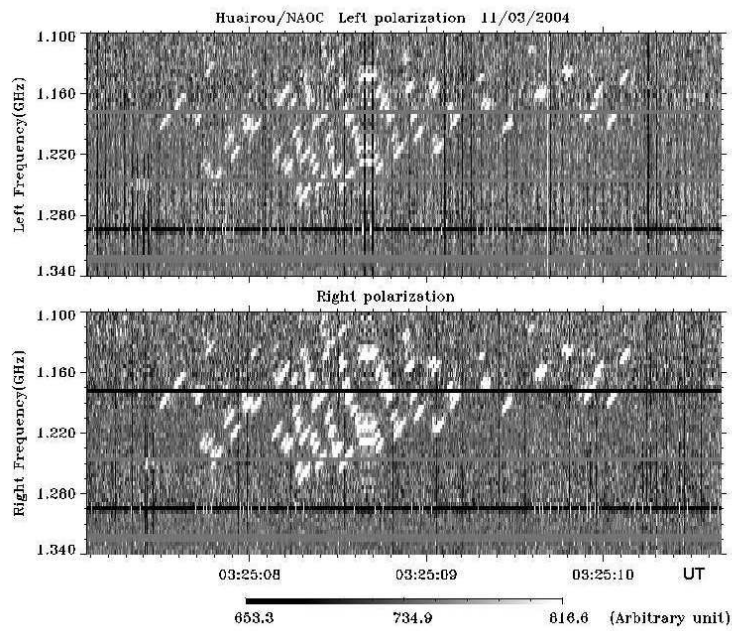 Huairou/NAOC Left polarization 11/03/2004
1.100
1.160
1.220
1.280
1.340
Left Frequency(GHz)
Right polarization
1.100
1.160
1.220
1.280
1.340
Right Frequency(GHz)
03:25:08 03:25:09 03:25:10 UT
653.3 734.9 816.6 (Arbitrary unit)